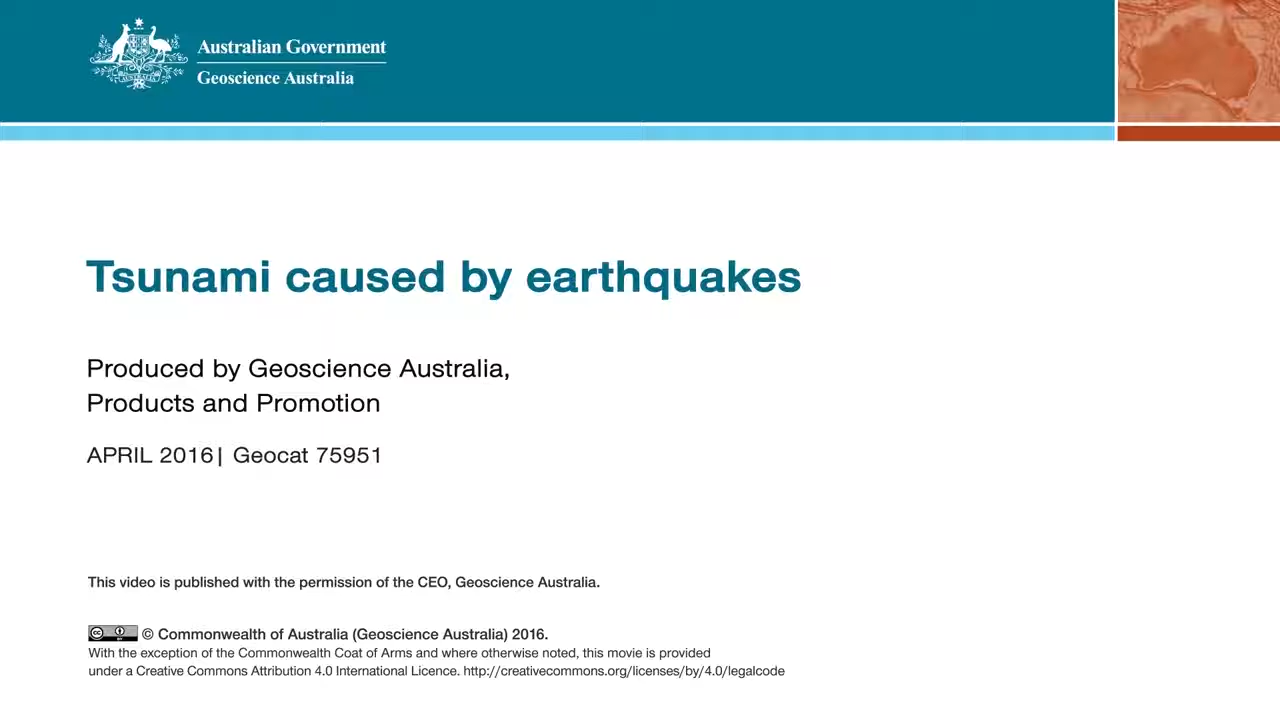 Australian Government
Geoscience Australia
Tsunami caused by earthquakes
Produced by Geoscience Australia,
Products and Promotion
APRIL 2016| Geocat 75951
This video is published with the permission of the CEO, Geoscience Australia.
© Commonwealth of Australia (Geoscience Australia) 2016.
With the exception of the Commonwealth Coat of Arms and where otherwise noted, this movie is provided
under a Creative Commons Attribution 4.0 International Licence. http://creativecommons.org/licenses/by/4.0/legalcode